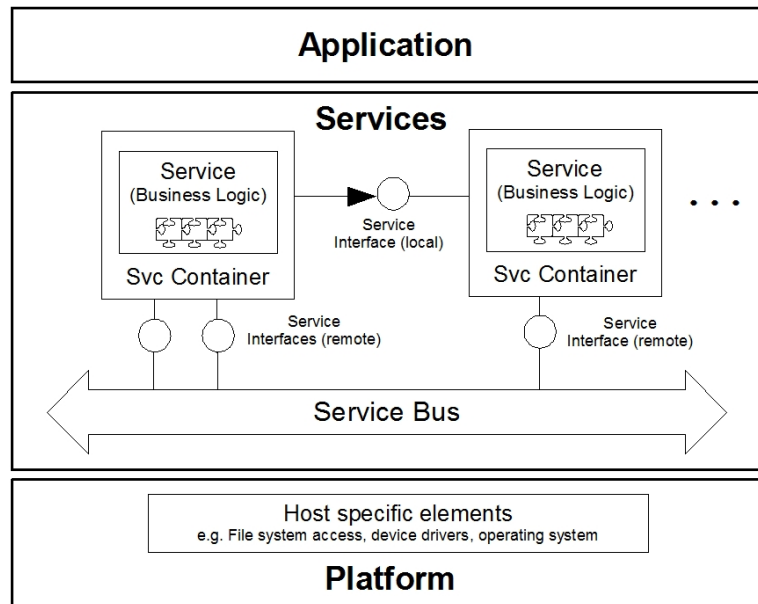 Application
Services
Service
(Business Logic)
Svc Container
Service
Interface (local)
Service
(Business Logic)
Svc Container
. . .
Service
Interfaces (remote)
Service
Interface (remote)
Service Bus
Host specific elements
e.g. File system access, device drivers, operating system
Platform